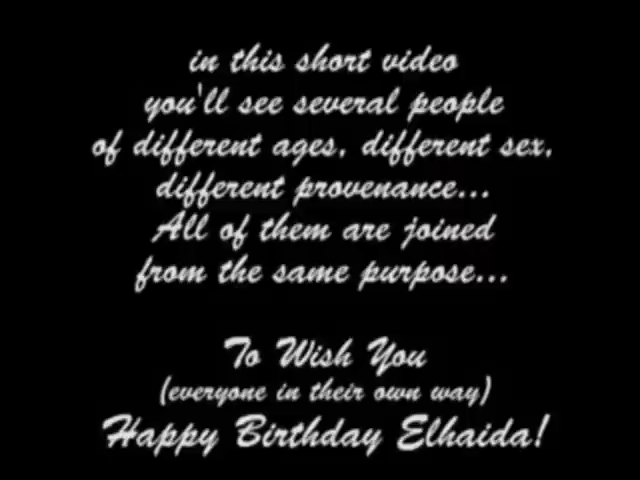 in this short video
you'll see several people
of different ages, different sex,
different provenance...
All of them are joined
from the same purpose...
To Wish You
(everyone in their own way)
Happy Birthday Elhaida!